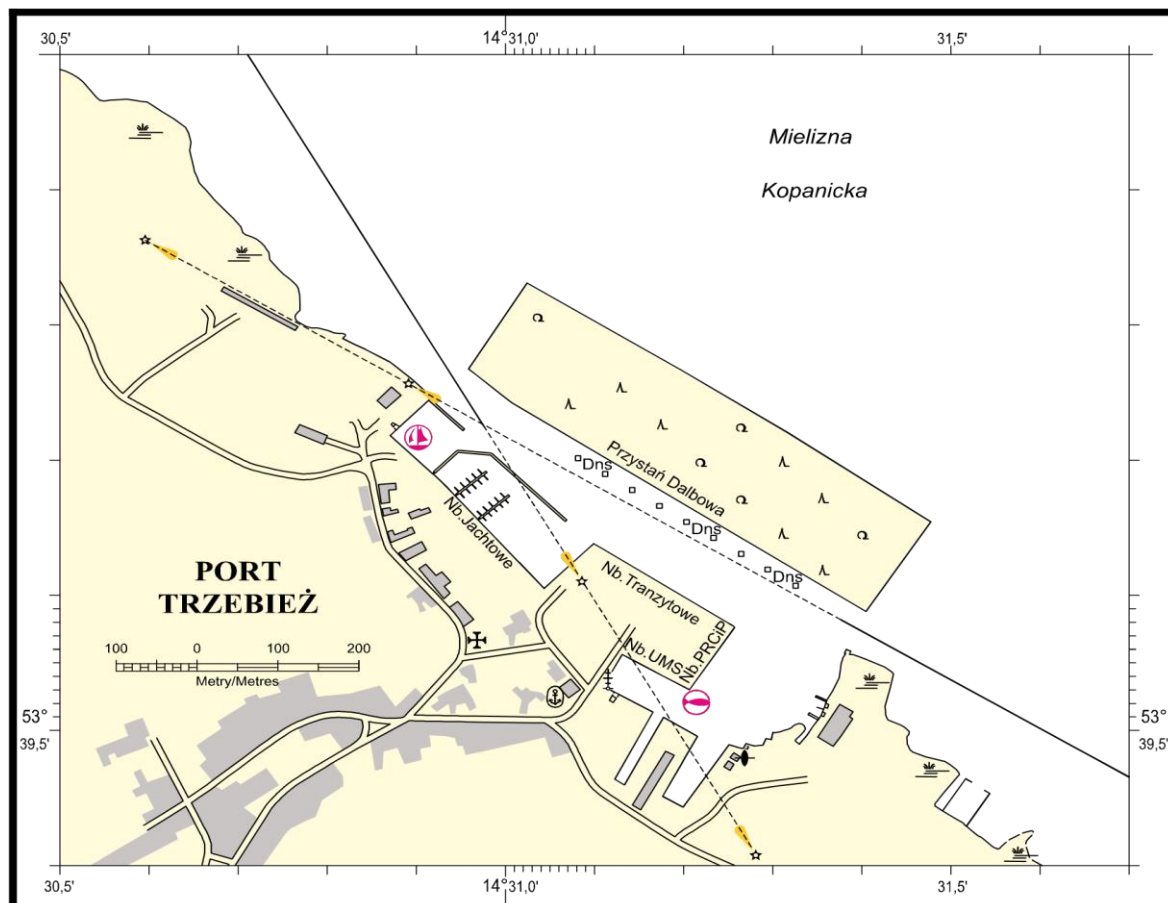 30,5'
14°31,0'
31,5'
Mielizna
Kopanicka
Przystań Dalbowa
Dns
Dns
Dns
Nb.Jachtowe
Nb.Tranzytowe
Nb.UMS
Nb.PRCiP
PORT
TRZEBIEŻ
100 0 100 200
Metry/Metres
53°
39,5'
53°
39,5'
30,5'
14°31,0'
31,5'